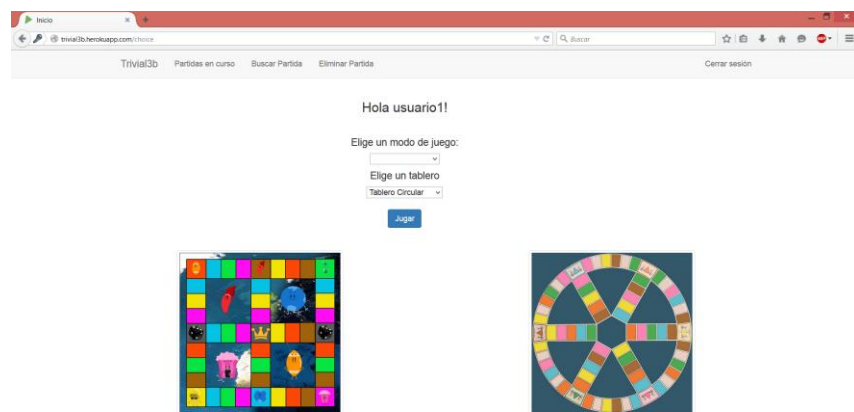 Inicio
trivial3b.herokuapp.com/choice
Buscar
Trivial3b Partidas en curso Buscar Partida Eliminar Partida Cerrar sesión
Hola usuario1!
Elige un modo de juego:
Elige un tablero
Tablero Circular
Jugar